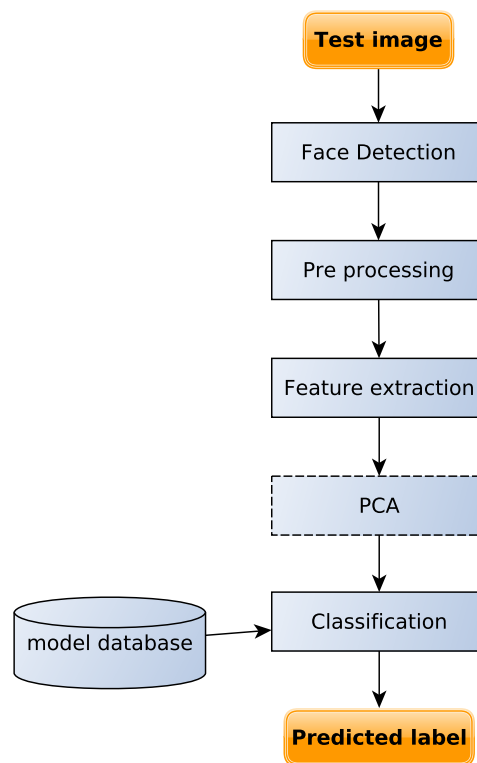 Test image
Face Detection
Pre processing
Feature extraction
PCA
Classification
model database
Predicted label